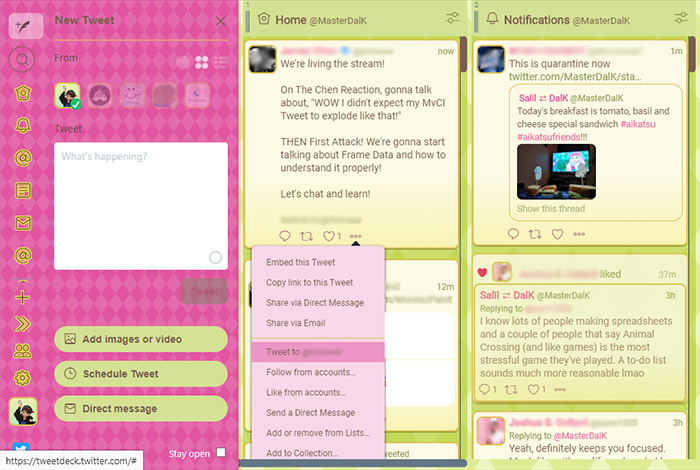 New Tweet
From
Tweet
What's happening?
Add images or video
Schedule Tweet
Direct message
Stay open
https://tweetdeck.twitter.com/#
1
Home @MasterDalK
now
We're living the stream!
On The Chen Reaction, gonna talk
about, "WOW I didn't expect my MvCI
Tweet to explode like that!"
THEN First Attack! We're gonna start
talking about Frame Data and how to
understand it properly!
Let's chat and learn!
1
Embed this Tweet
Copy link to this Tweet
Share via Direct Message
Share via Email
Tweet to
Follow from accounts...
Like from accounts...
Send a Direct Message
Add or remove from Lists...
Add to Collection...
12m
2
Notifications @MasterDalK
1m
This is quarantine now
twitter.com/MasterDalK/sta...
Salil ⇄ DalK @MasterDalK
Today's breakfast is tomato, basil and
cheese special sandwich #aikatsu
#aikatsufriends!!!
Show this thread
liked 37m
Salil ⇄ DalK @MasterDalK 3h
Replying to
I know lots of people making spreadsheets
and a couple of people that say Animal
Crossing (and like games) is the most
stressful game they've played. A to-do list
sounds much more reasonable lmao
1 1
3h
Replying to @MasterDalK
Yeah, definitely keeps you focused.